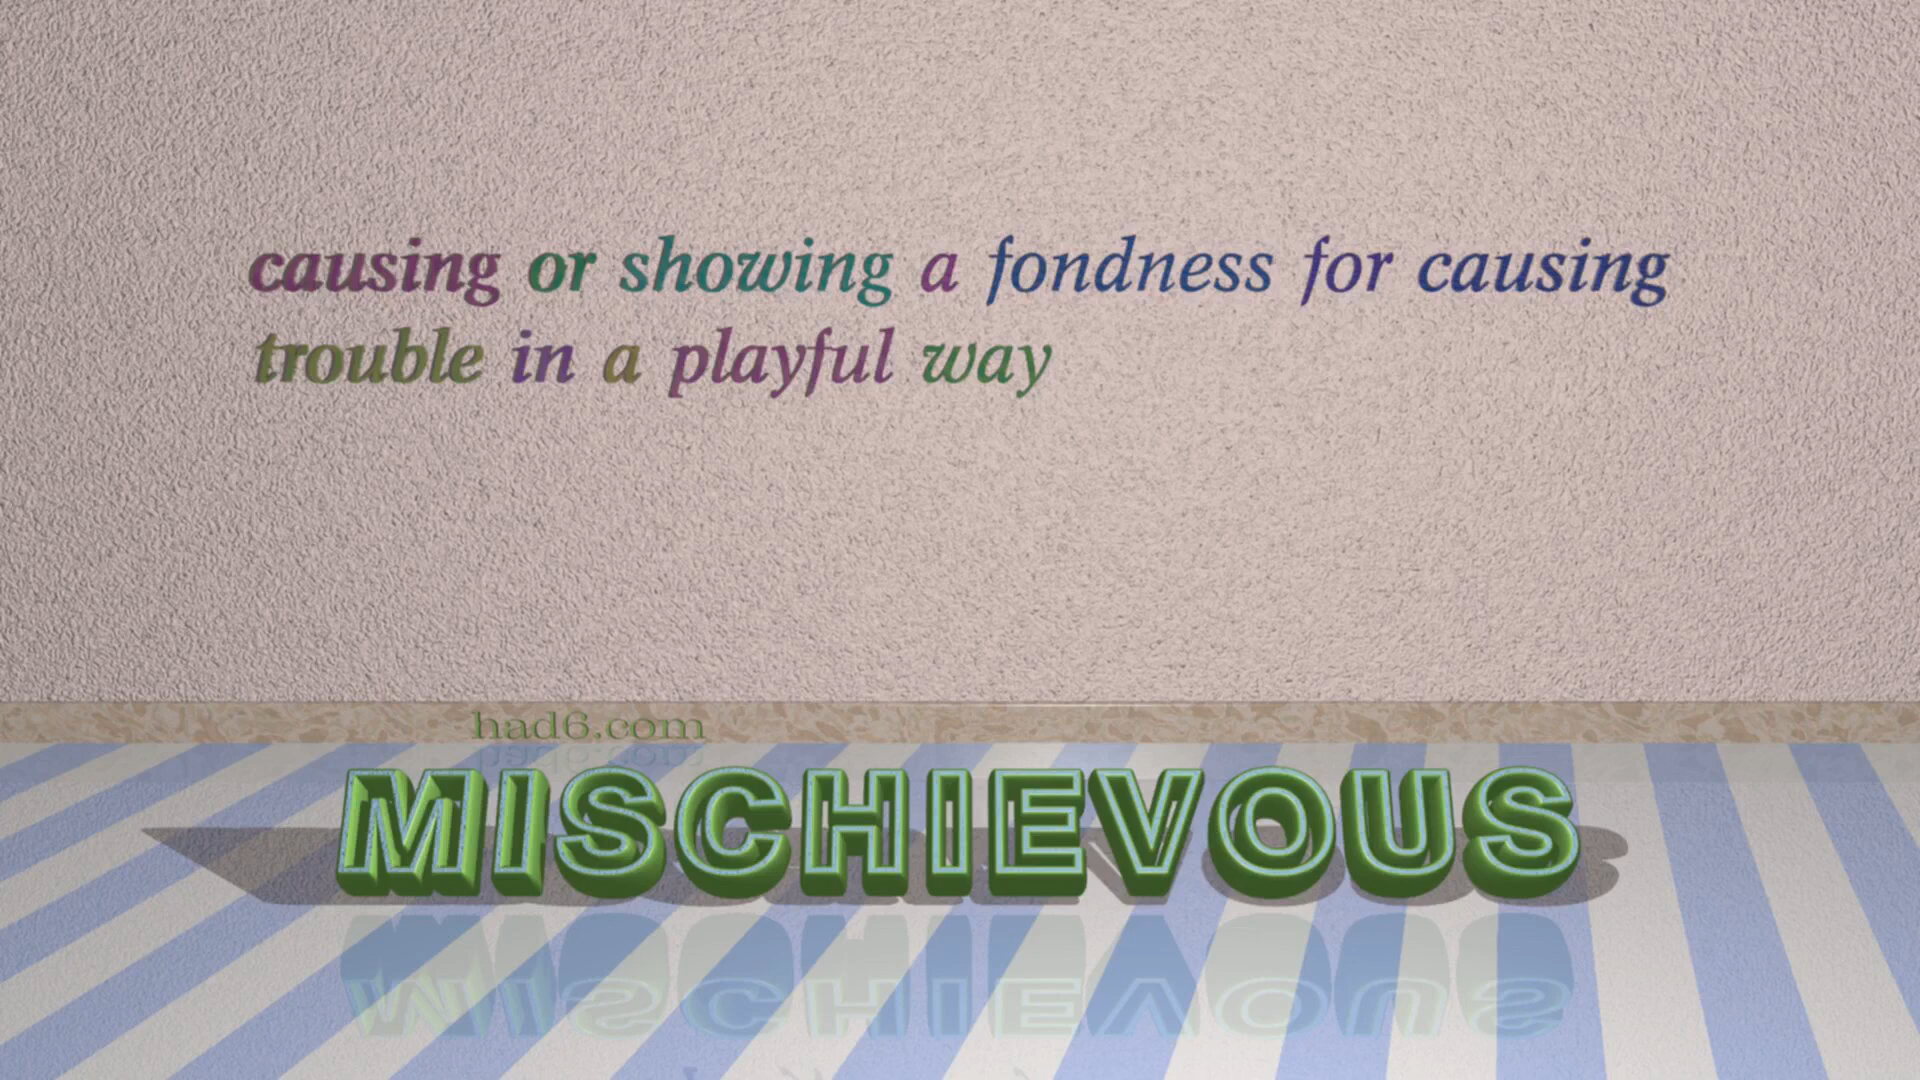 causing or showing a fondness for causing
trouble in a playful way
had6.com
MISCHIEVOUS